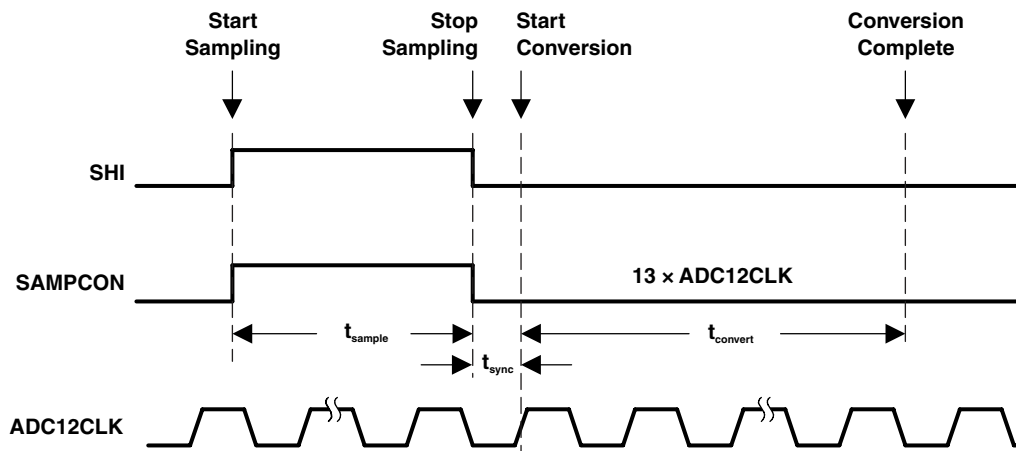 Start
Sampling
Stop
Sampling
Start
Conversion
Conversion
Complete
SHI
SAMPCON
13 × ADC12CLK
tsample
tconvert
tsync
ADC12CLK